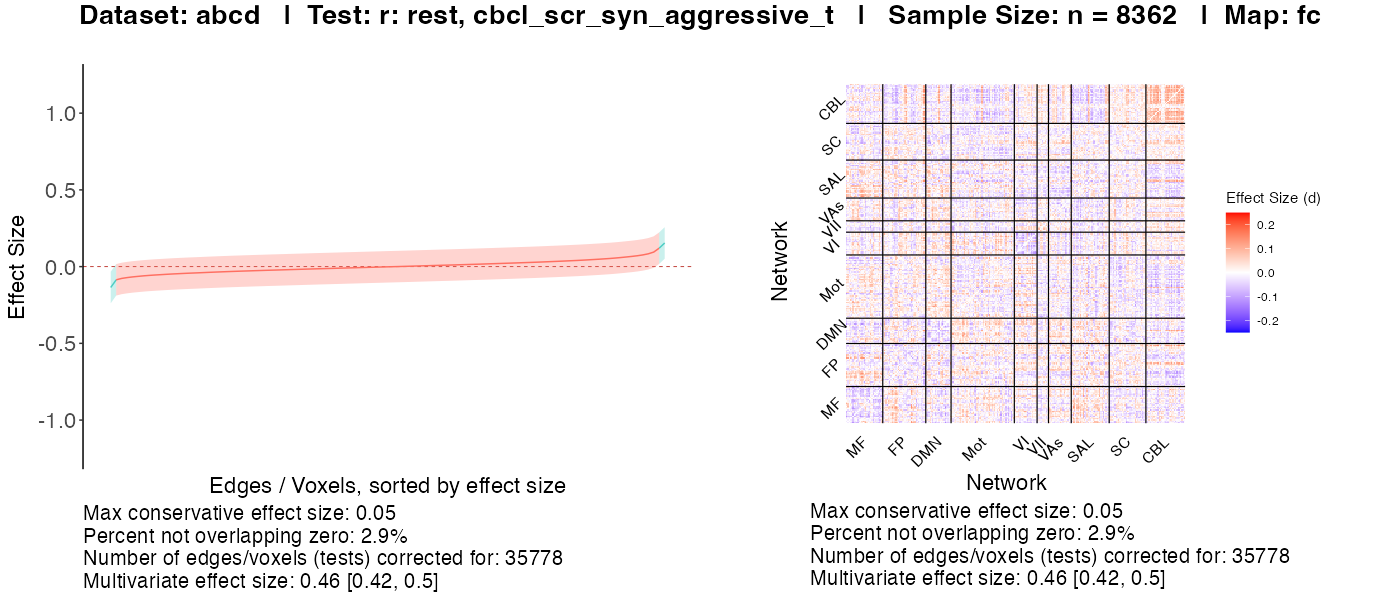 Dataset: abcd | Test: r: rest, cbcl_scr_syn_aggressive_t | Sample Size: n = 8362 | Map: fc
Effect Size
1.0
0.5
0.0
-0.5
-1.0
Edges / Voxels, sorted by effect size
Max conservative effect size: 0.05
Percent not overlapping zero: 2.9%
Number of edges/voxels (tests) corrected for: 35778
Multivariate effect size: 0.46 [0.42, 0.5]
Network
CBL
SC
SAL
VAs
VII
VI
Mot
DMN
FP
MF
MF
FP
DMN
Mot
VI
VII
VAs
SAL
SC
CBL
Network
Effect Size (d)
0.2
0.1
0.0
-0.1
-0.2
Max conservative effect size: 0.05
Percent not overlapping zero: 2.9%
Number of edges/voxels (tests) corrected for: 35778
Multivariate effect size: 0.46 [0.42, 0.5]